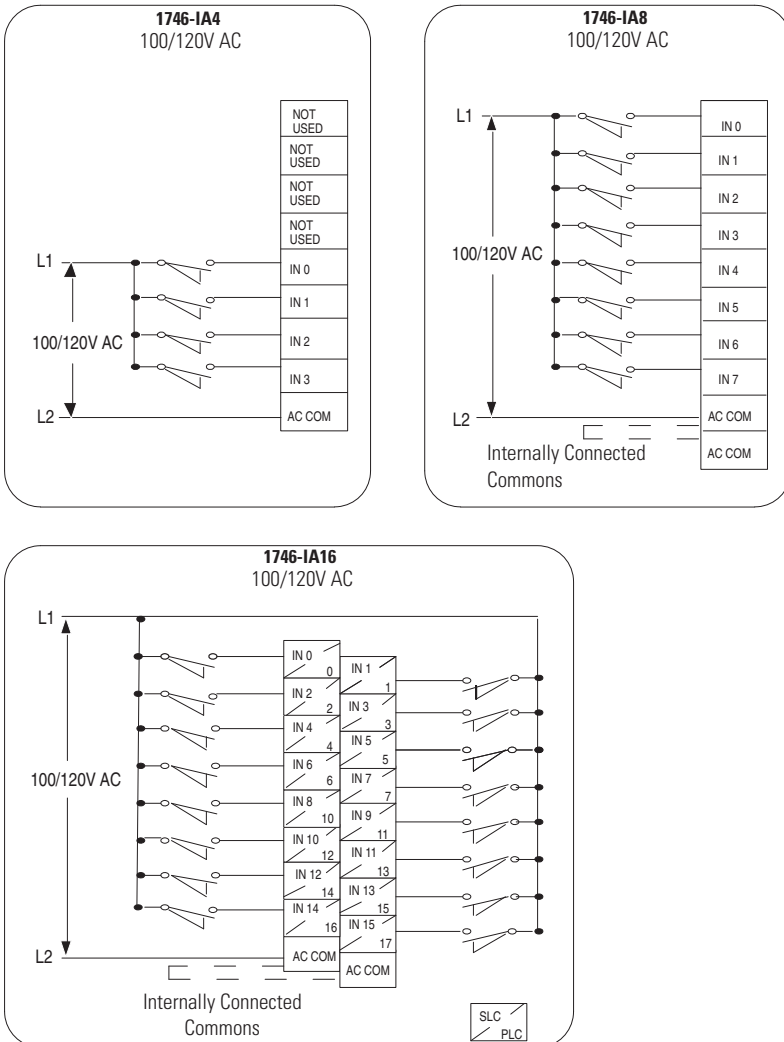 1746-IA4
100/120V AC
NOT
USED
NOT
USED
NOT
USED
NOT
USED
L1
IN 0
IN 1
100/120V AC
IN 2
IN 3
L2
AC COM
1746-IA8
100/120V AC
L1
IN 0
IN 1
IN 2
IN 3
100/120V AC
IN 4
IN 5
IN 6
IN 7
L2
AC COM
Internally Connected
Commons
AC COM
1746-IA16
100/120V AC
L1
IN 0
0
IN 1
1
IN 2
2
IN 3
3
IN 4
4
IN 5
5
IN 6
6
IN 7
7
100/120V AC
IN 8
10
IN 9
11
IN 10
12
IN 11
13
IN 12
14
IN 13
15
IN 14
16
IN 15
17
L2
AC COM
AC COM
Internally Connected
Commons
SLC
PLC